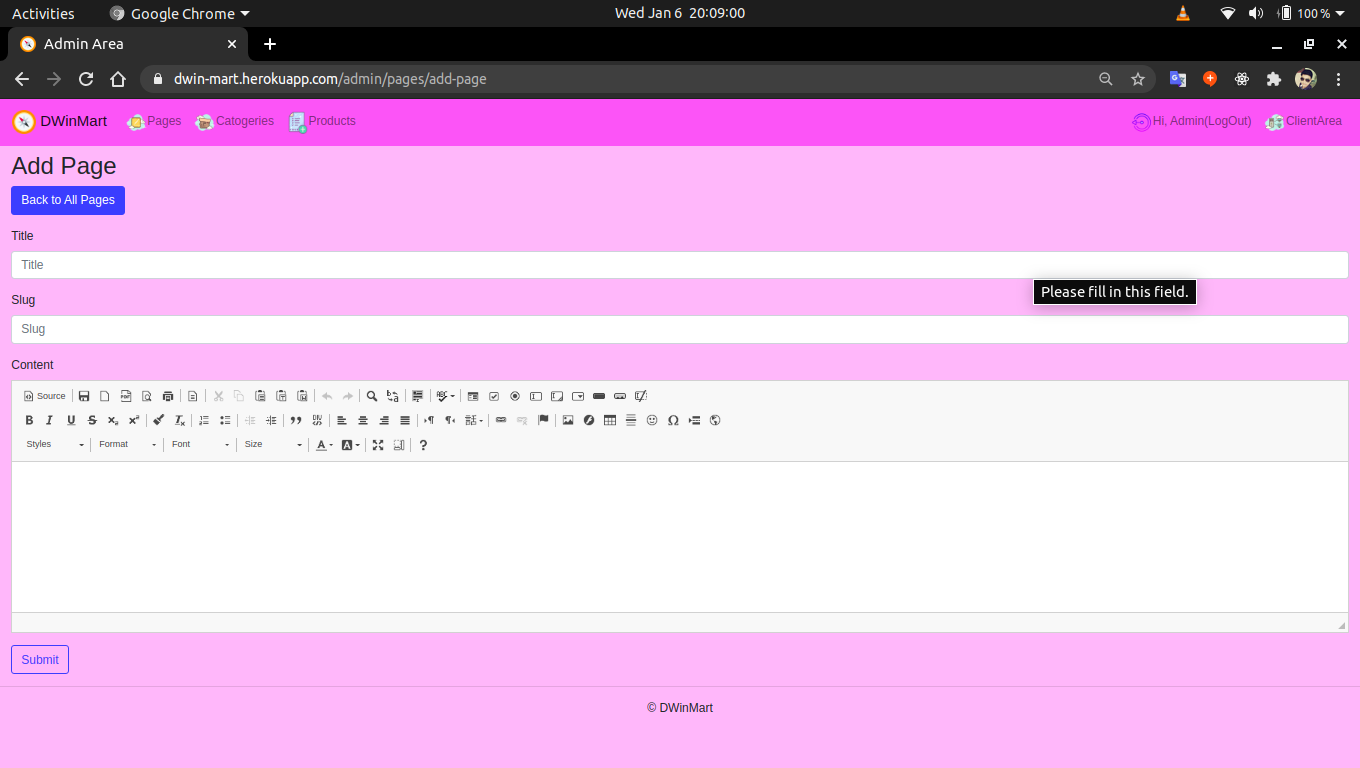 Activities Google Chrome Wed Jan 6 20:09:00 100 %
Admin Area
dwin-mart.herokuapp.com/admin/pages/add-page
DWinMart Pages Catogeries Products Hi, Admin(LogOut) ClientArea
Add Page
Back to All Pages
Title
Title
Please fill in this field.
Slug
Slug
Content
Source
Styles Format Font Size
Submit
© DWinMart